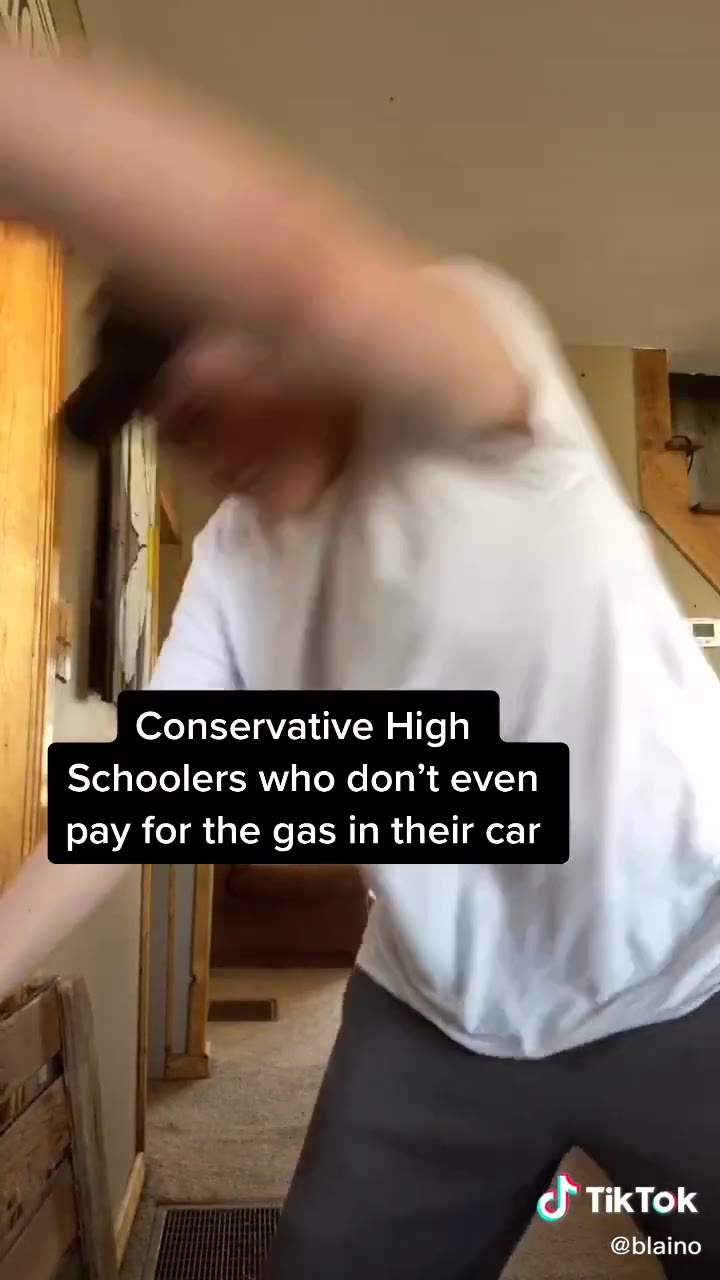 Conservative High
Schoolers who don’t even
pay for the gas in their car
TikTok
@blaino